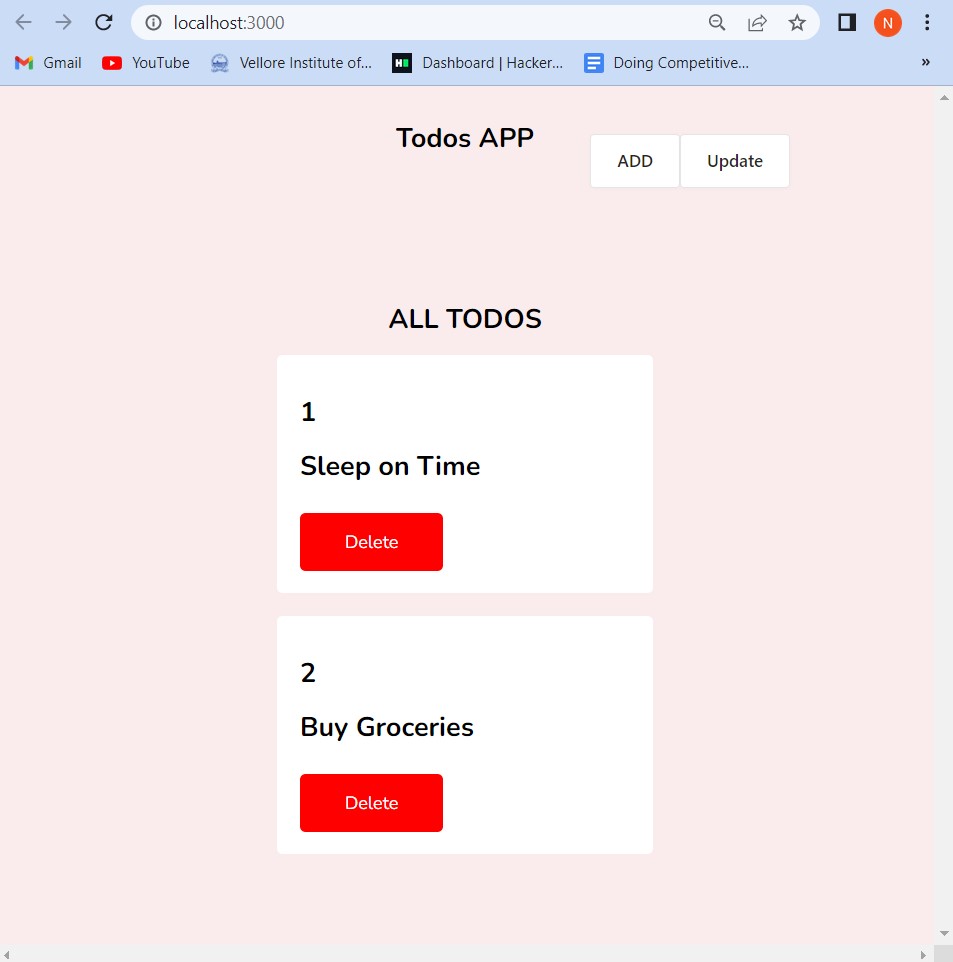 localhost:3000
N
Gmail YouTube Vellore Institute of... Dashboard | Hacker... Doing Competitive... »
Todos APP
ADD Update
ALL TODOS
1
Sleep on Time
Delete
2
Buy Groceries
Delete